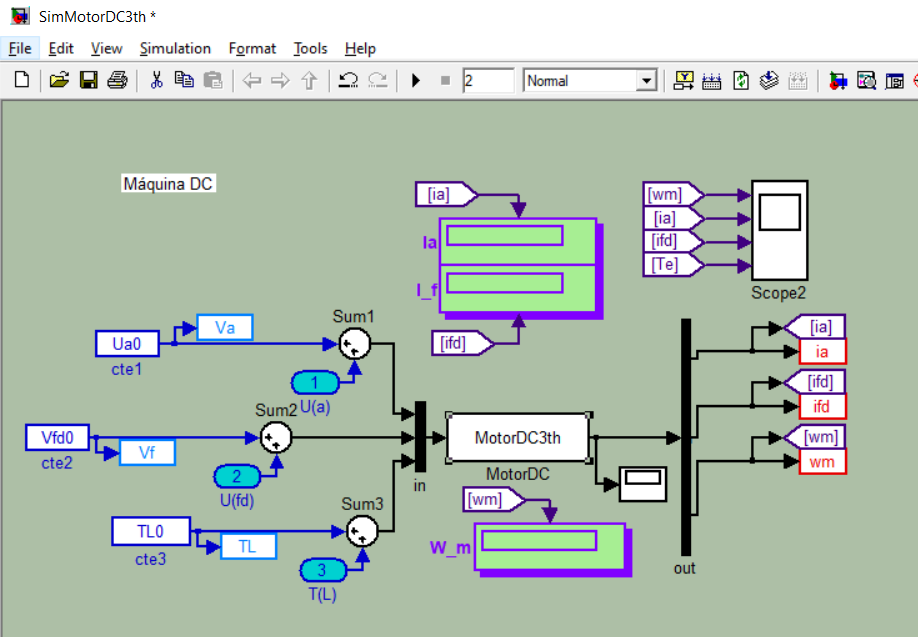 SimMotorDC3th *
File Edit View Simulation Format Tools Help
2 Normal
Máquina DC
[ia]
Ia
I_f
[ifd]
[wm]
[ia]
[ifd]
[Te]
Scope2
Ua0
cte1
Va
Sum1
1
U(a)
Vfd0
cte2
Vf
Sum2
2
U(fd)
TL0
cte3
TL
Sum3
3
T(L)
in
MotorDC3th
MotorDC
[wm]
W_m
out
[ia]
ia
[ifd]
ifd
[wm]
wm